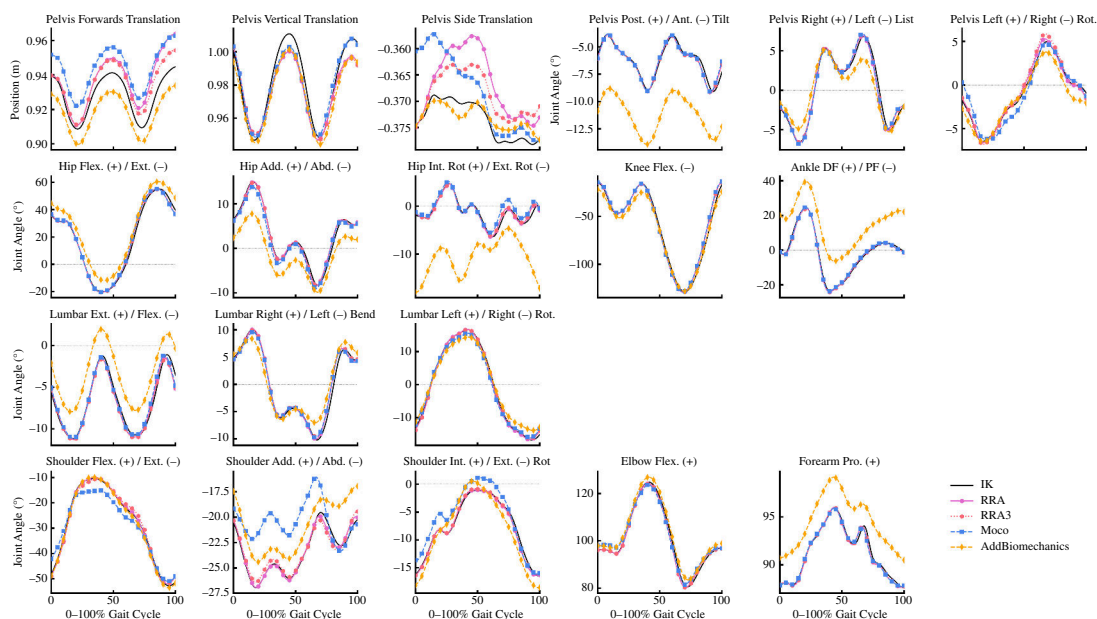 Pelvis Forwards Translation
Pelvis Vertical Translation
Pelvis Side Translation
Pelvis Post. (+) / Ant. (–) Tilt
Pelvis Right (+) / Left (–) List
Pelvis Left (+) / Right (–) Rot.
Position (m)
0.96
0.94
0.92
0.90
1.00
0.98
0.96
−0.360
−0.365
−0.370
−0.375
Joint Angle (°)
−5.0
−7.5
−10.0
−12.5
5
0
−5
5
0
−5
Hip Flex. (+) / Ext. (–)
Hip Add. (+) / Abd. (–)
Hip Int. Rot (+) / Ext. Rot (–)
Knee Flex. (–)
Ankle DF (+) / PF (–)
Joint Angle (°)
60
40
20
0
−20
15
10
5
0
−5
−10
0
−10
−50
−100
40
20
0
−20
Lumbar Ext. (+) / Flex. (–)
Lumbar Right (+) / Left (–) Bend
Lumbar Left (+) / Right (–) Rot.
Joint Angle (°)
0
−5
−10
10
5
0
−5
−10
10
0
−10
Shoulder Flex. (+) / Ext. (–)
Shoulder Add. (+) / Abd. (–)
Shoulder Int. (+) / Ext. (–) Rot
Elbow Flex. (+)
Forearm Pro. (+)
Joint Angle (°)
−10
−20
−30
−40
−50
−17.5
−20.0
−22.5
−25.0
−27.5
0
−5
−10
−15
120
100
80
95
90
0 50 100
0 50 100
0 50 100
0 50 100
0 50 100
0–100% Gait Cycle
0–100% Gait Cycle
0–100% Gait Cycle
0–100% Gait Cycle
0–100% Gait Cycle
IK
RRA
RRA3
Moco
AddBiomechanics